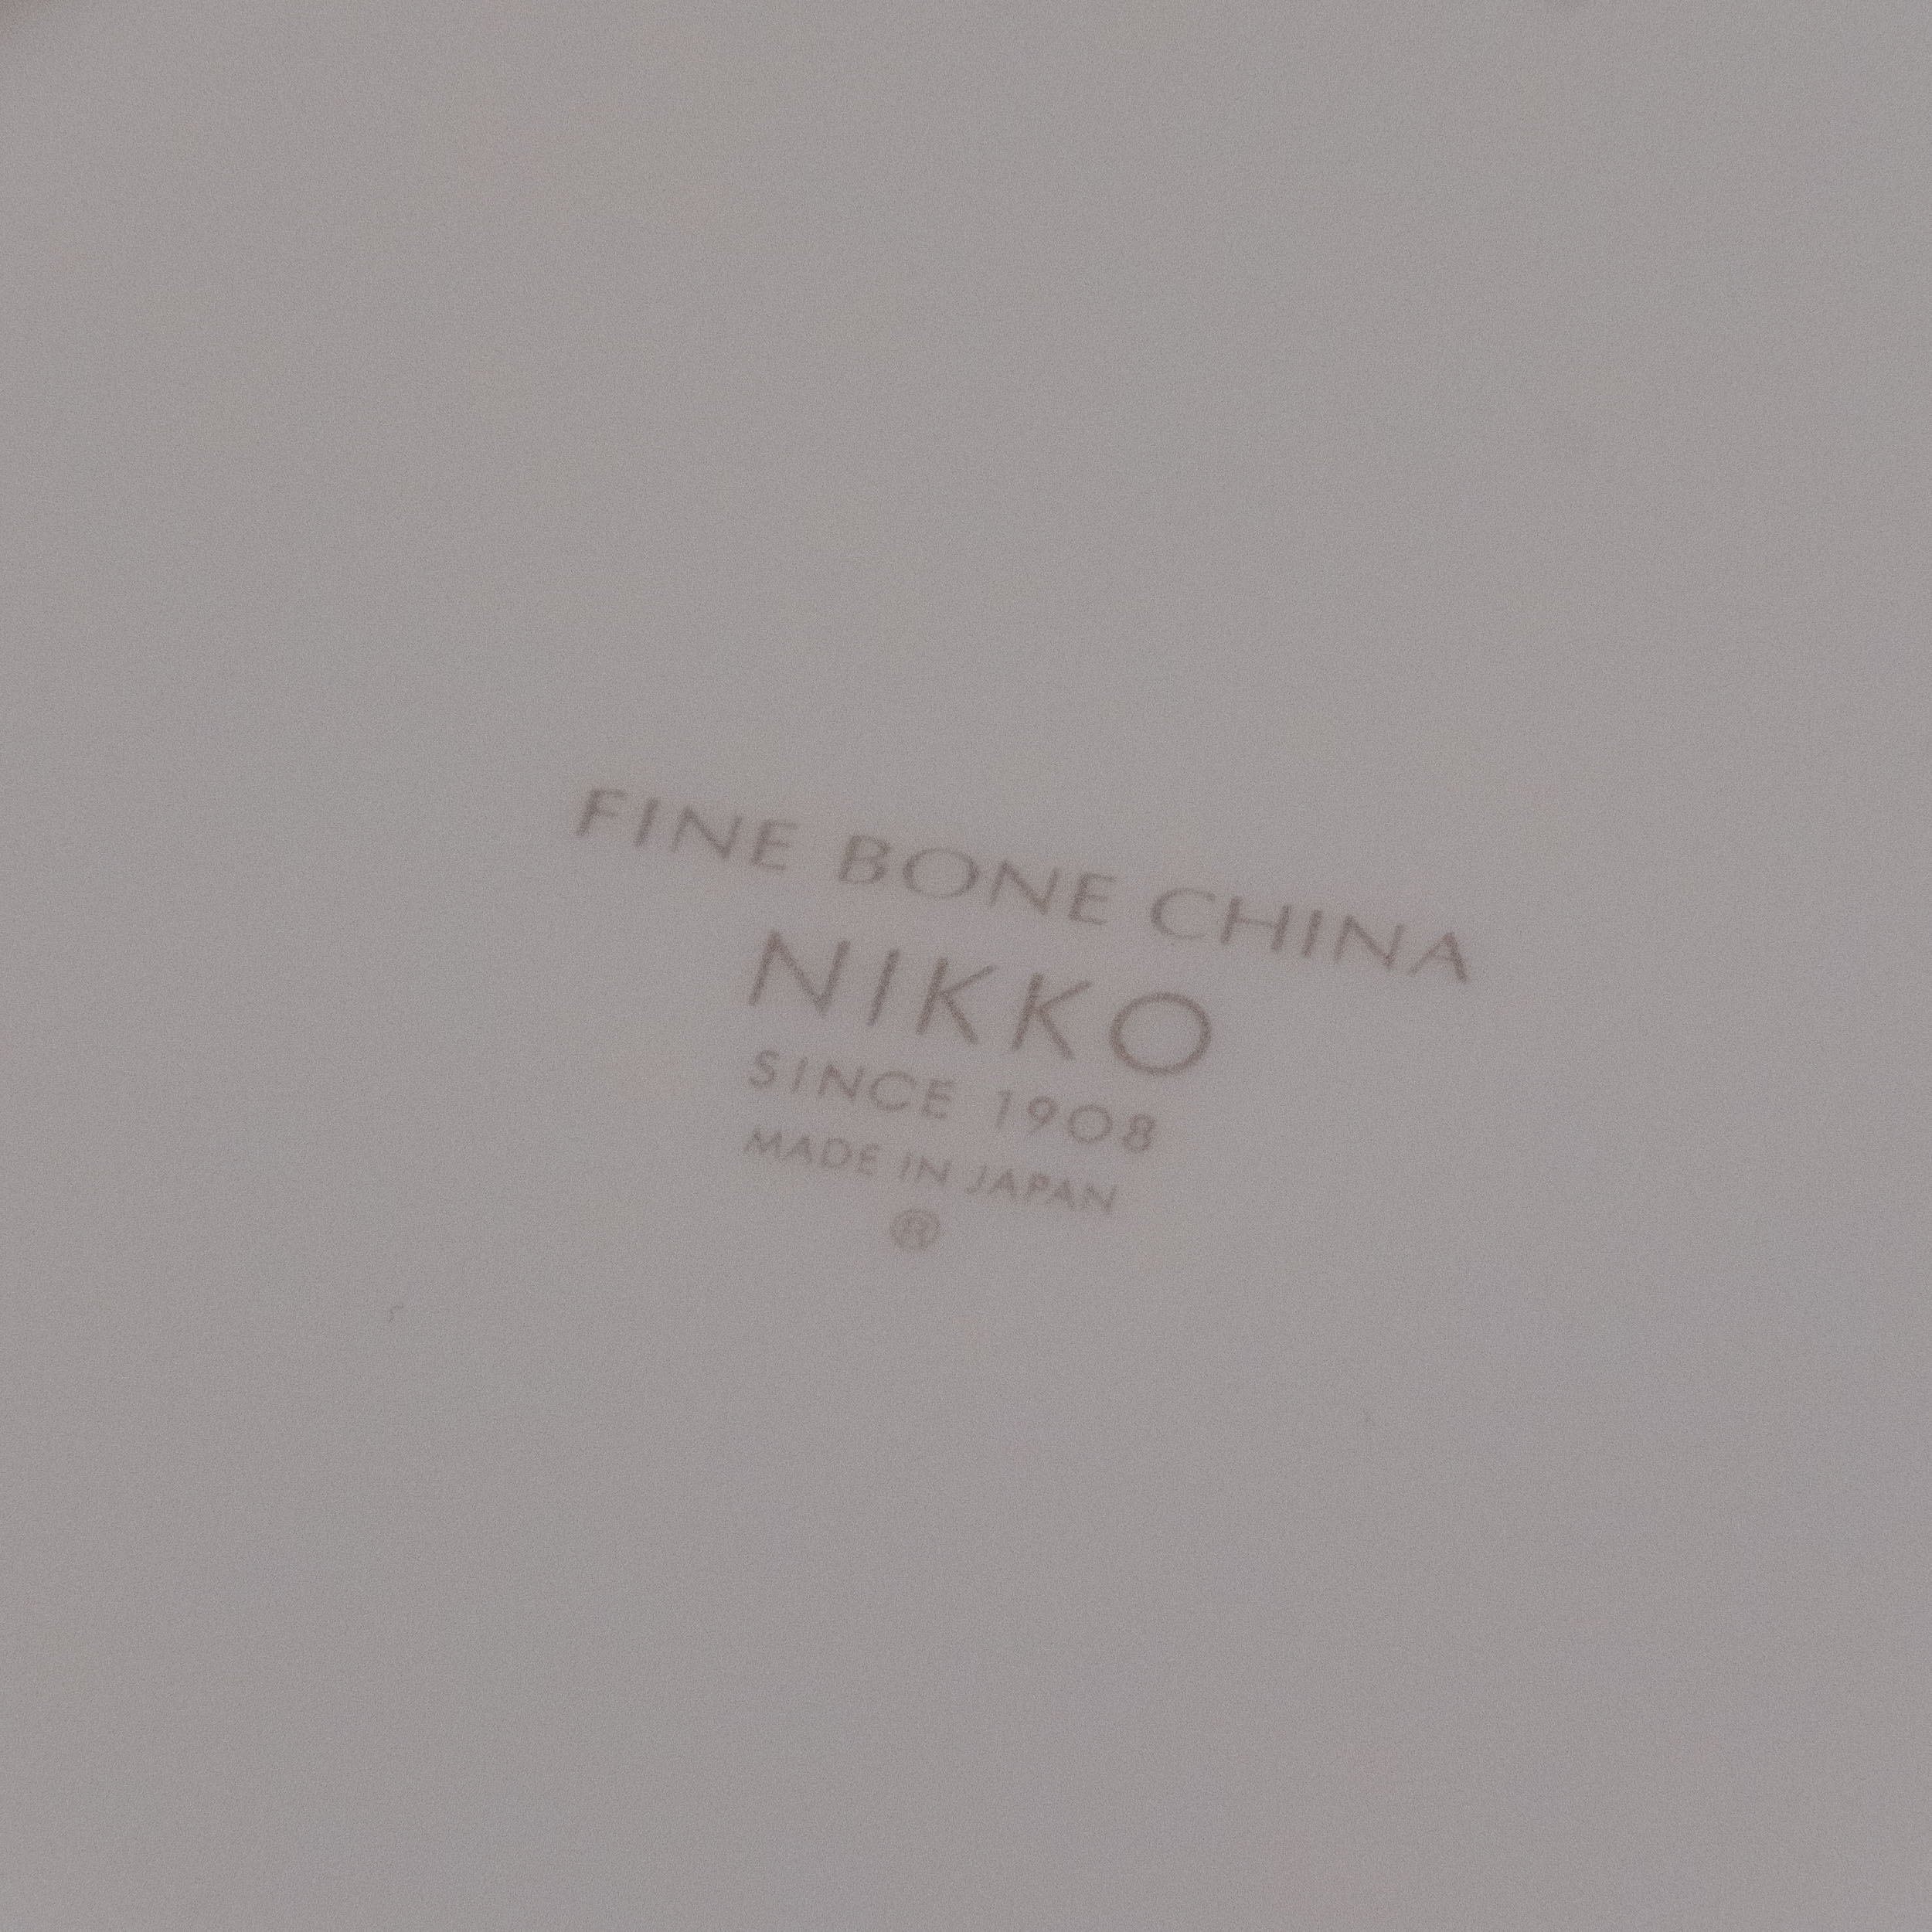 FINE BONE CHINA
NIKKO
SINCE 1908
MADE IN JAPAN
®